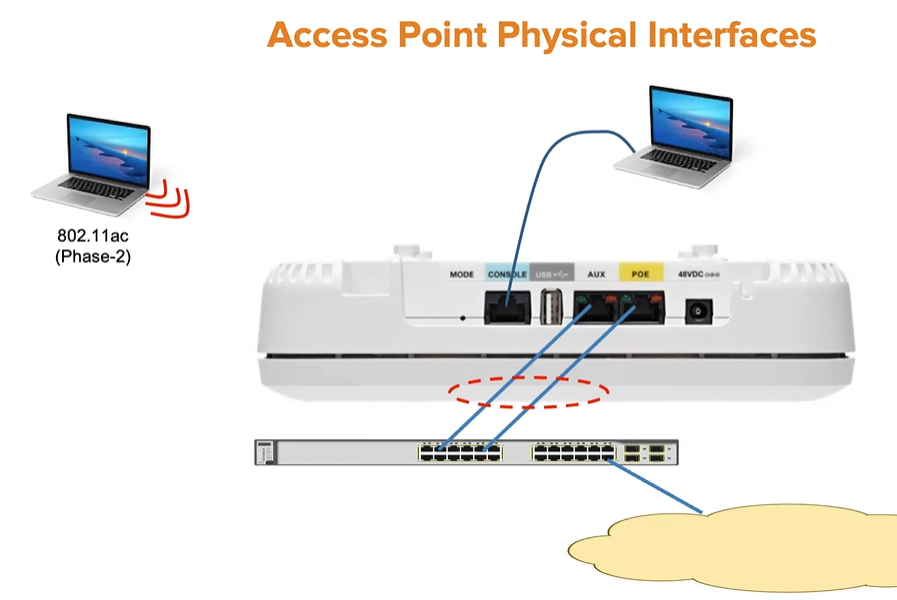 Access Point Physical Interfaces
802.11ac
(Phase-2)
MODE CONSOLE USB AUX POE 48VDC